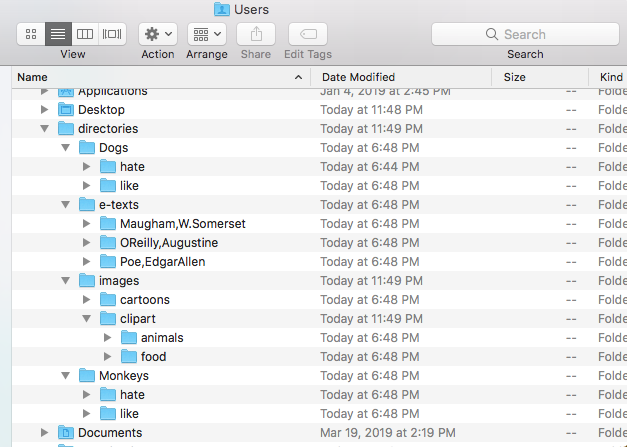 Users
View Action Arrange Share Edit Tags Search Search
Name Date Modified Size Kind
Applications Jan 4, 2019 at 2:45 PM -- Folde
Desktop Today at 11:48 PM -- Folde
directories Today at 11:49 PM -- Folde
Dogs Today at 6:48 PM -- Folde
hate Today at 6:44 PM -- Folde
like Today at 6:48 PM -- Folde
e-texts Today at 6:48 PM -- Folde
Maugham,W.Somerset Today at 6:48 PM -- Folde
OReilly,Augustine Today at 6:48 PM -- Folde
Poe,EdgarAllen Today at 6:48 PM -- Folde
images Today at 11:49 PM -- Folde
cartoons Today at 6:48 PM -- Folde
clipart Today at 11:49 PM -- Folde
animals Today at 6:48 PM -- Folde
food Today at 6:48 PM -- Folde
Monkeys Today at 6:48 PM -- Folde
hate Today at 6:48 PM -- Folde
like Today at 6:48 PM -- Folde
Documents Mar 19, 2019 at 2:19 PM -- Folde